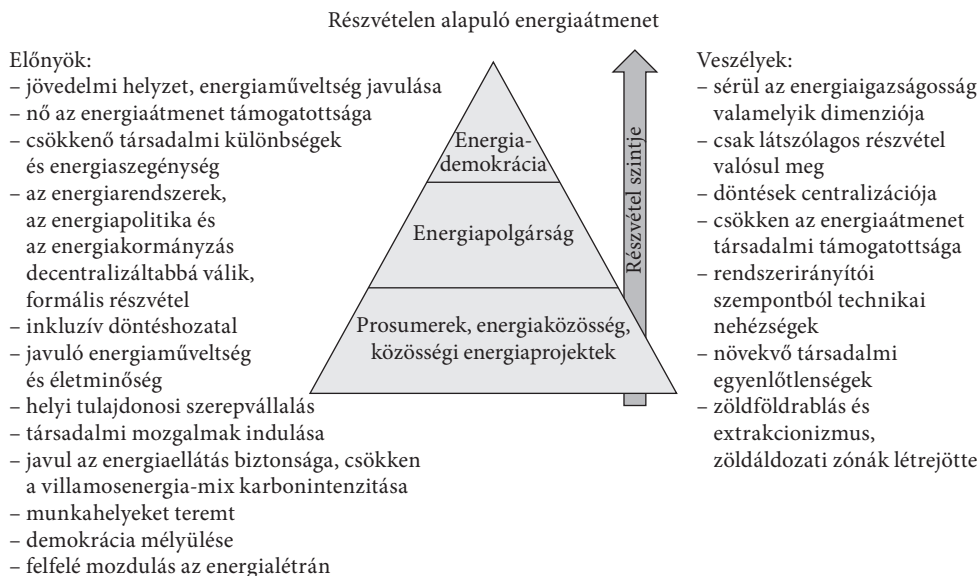 Részvételen alapuló energiaátmenet
Előnyök:
– jövedelmi helyzet, energiaműveltség javulása
– nő az energiaátmenet támogatottsága
– csökkenő társadalmi különbségek
és energiaszegénység
– az energiarendszerek,
az energiapolitika és
az energiakormányzás
decentralizáltabbá válik,
formális részvétel
– inkluzív döntéshozatal
– javuló energiaműveltség
és életminőség
– helyi tulajdonosi szerepvállalás
– társadalmi mozgalmak indulása
– javul az energiaellátás biztonsága, csökken
a villamosenergia-mix karbonintenzitása
– munkahelyeket teremt
– demokrácia mélyülése
– felfelé mozdulás az energialétrán
Energia-
demokrácia
Energiapolgárság
Prosumerek, energiaközösség,
közösségi energiaprojektek
Részvétel szintje
Veszélyek:
– sérül az energiaigazságosság
valamelyik dimenziója
– csak látszólagos részvétel
valósul meg
– döntések centralizációja
– csökken az energiaátmenet
társadalmi támogatottsága
– rendszerirányítói
szempontból technikai
nehézségek
– növekvő társadalmi
egyenlőtlenségek
– zöldföldrablás és
extrakcionizmus,
zöldáldozati zónák létrejötte